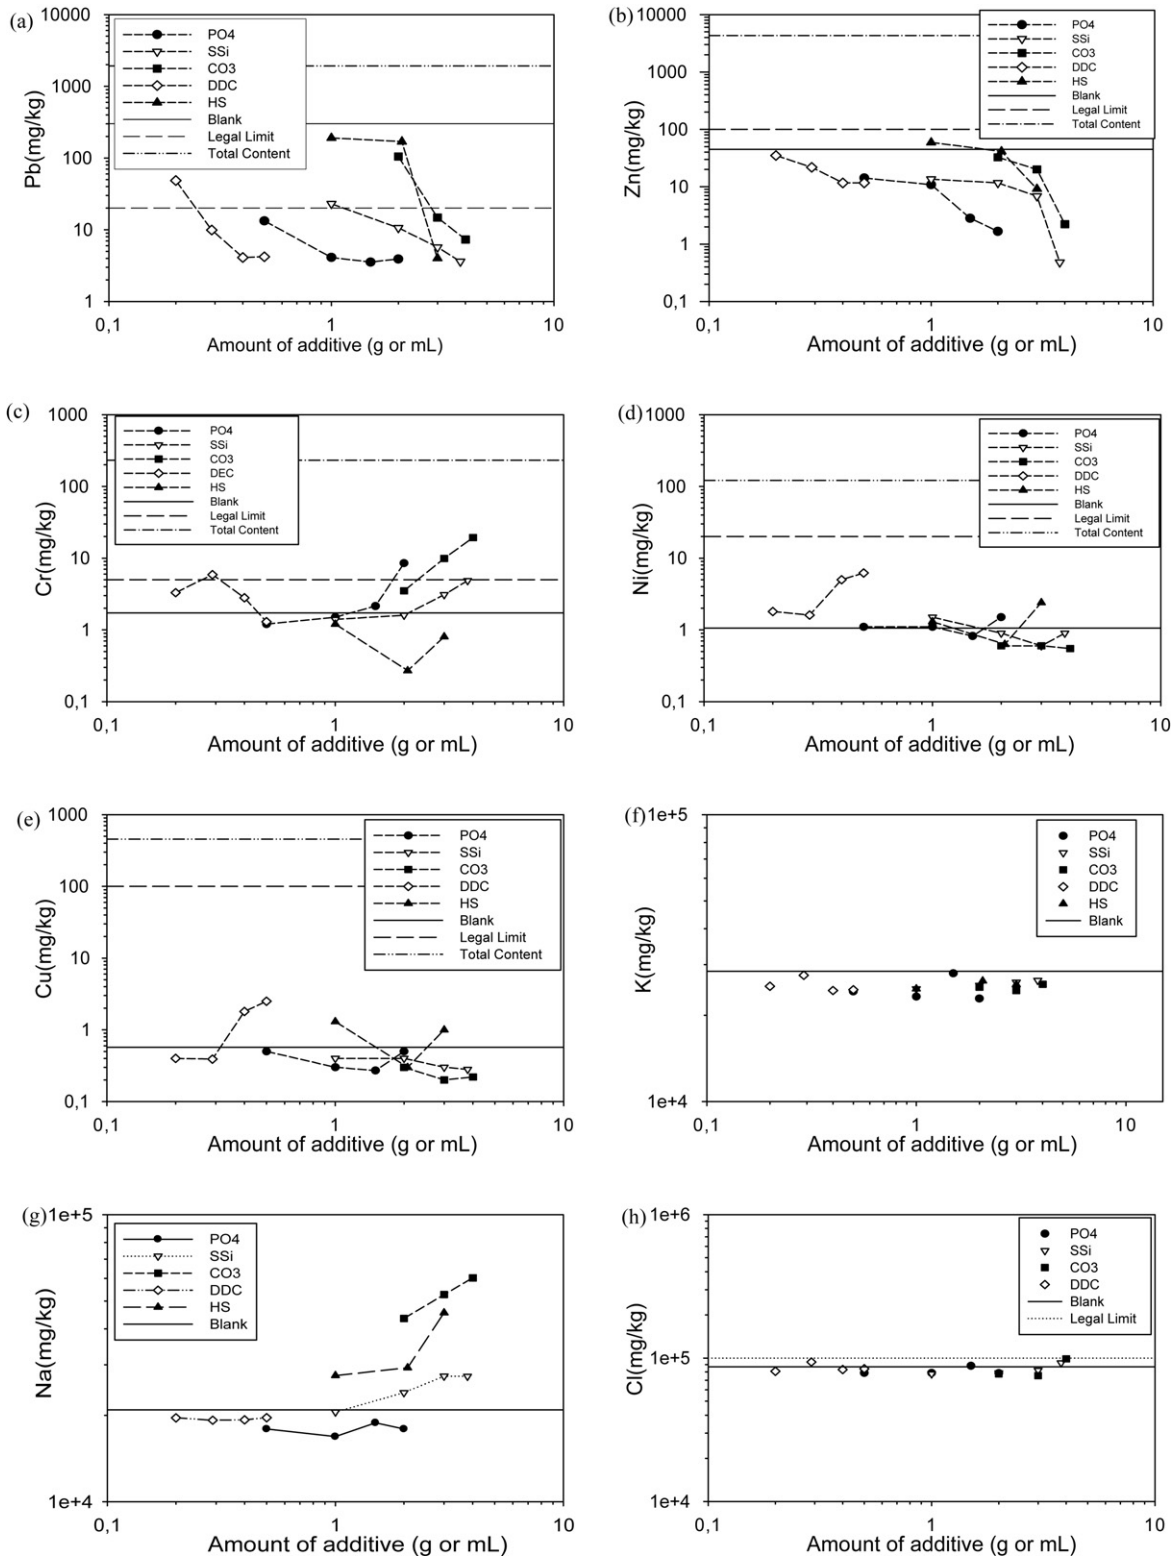 (a)
10000
1000
100
10
1
Pb(mg/kg)
PO4
SSi
CO3
DDC
HS
Blank
Legal Limit
Total Content
0,1
1
10
Amount of additive (g or mL)
(b)
10000
1000
100
10
1
0,1
Zn(mg/kg)
PO4
SSi
CO3
DDC
HS
Blank
Legal Limit
Total Content
0,1
1
10
Amount of additive (g or mL)
(c)
1000
100
10
1
0,1
Cr(mg/kg)
PO4
SSi
CO3
DEC
HS
Blank
Legal Limit
Total Content
0,1
1
10
Amount of additive (g or mL)
(d)
1000
100
10
1
0,1
Ni(mg/kg)
PO4
SSi
CO3
DDC
HS
Blank
Legal Limit
Total Content
0,1
1
10
Amount of additive (g or mL)
(e)
1000
100
10
1
0,1
Cu(mg/kg)
PO4
SSi
CO3
DDC
HS
Blank
Legal Limit
Total Content
0,1
1
10
Amount of additive (g or mL)
(f)
1e+5
1e+4
K(mg/kg)
PO4
SSi
CO3
DDC
HS
Blank
0,1
1
10
Amount of additive (g or mL)
(g)
1e+5
1e+4
Na(mg/kg)
PO4
SSi
CO3
DDC
HS
Blank
0,1
1
10
Amount of additive (g or mL)
(h)
1e+6
1e+5
1e+4
Cl(mg/kg)
PO4
SSi
CO3
DDC
Blank
Legal Limit
0,1
1
10
Amount of additive (g or mL)